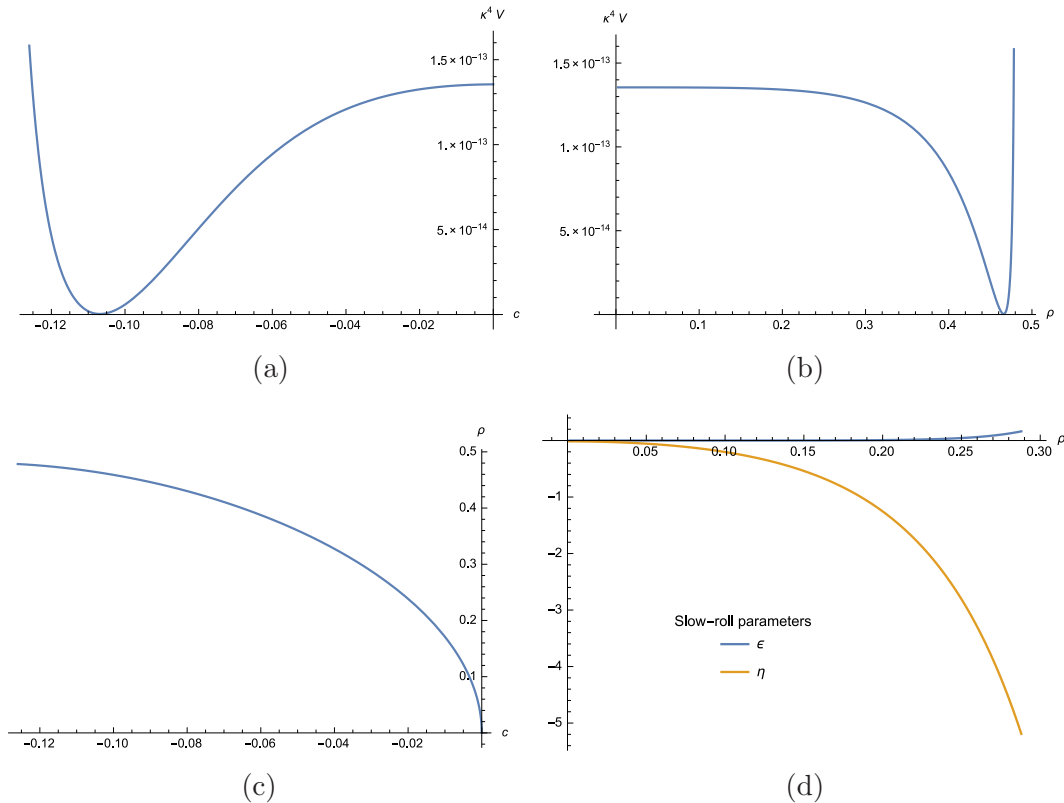 κ⁴ V
1.5×10⁻¹³
1.×10⁻¹³
5.×10⁻¹⁴
−0.12 −0.10 −0.08 −0.06 −0.04 −0.02 c
(a)
κ⁴ V
1.5×10⁻¹³
1.×10⁻¹³
5.×10⁻¹⁴
0.1 0.2 0.3 0.4 0.5 ρ
(b)
ρ
0.5
0.4
0.3
0.2
0.1
−0.12 −0.10 −0.08 −0.06 −0.04 −0.02 c
(c)
0.05 0.10 0.15 0.20 0.25 0.30 ρ
−1
−2
−3
−4
−5
Slow−roll parameters
ϵ
η
(d)